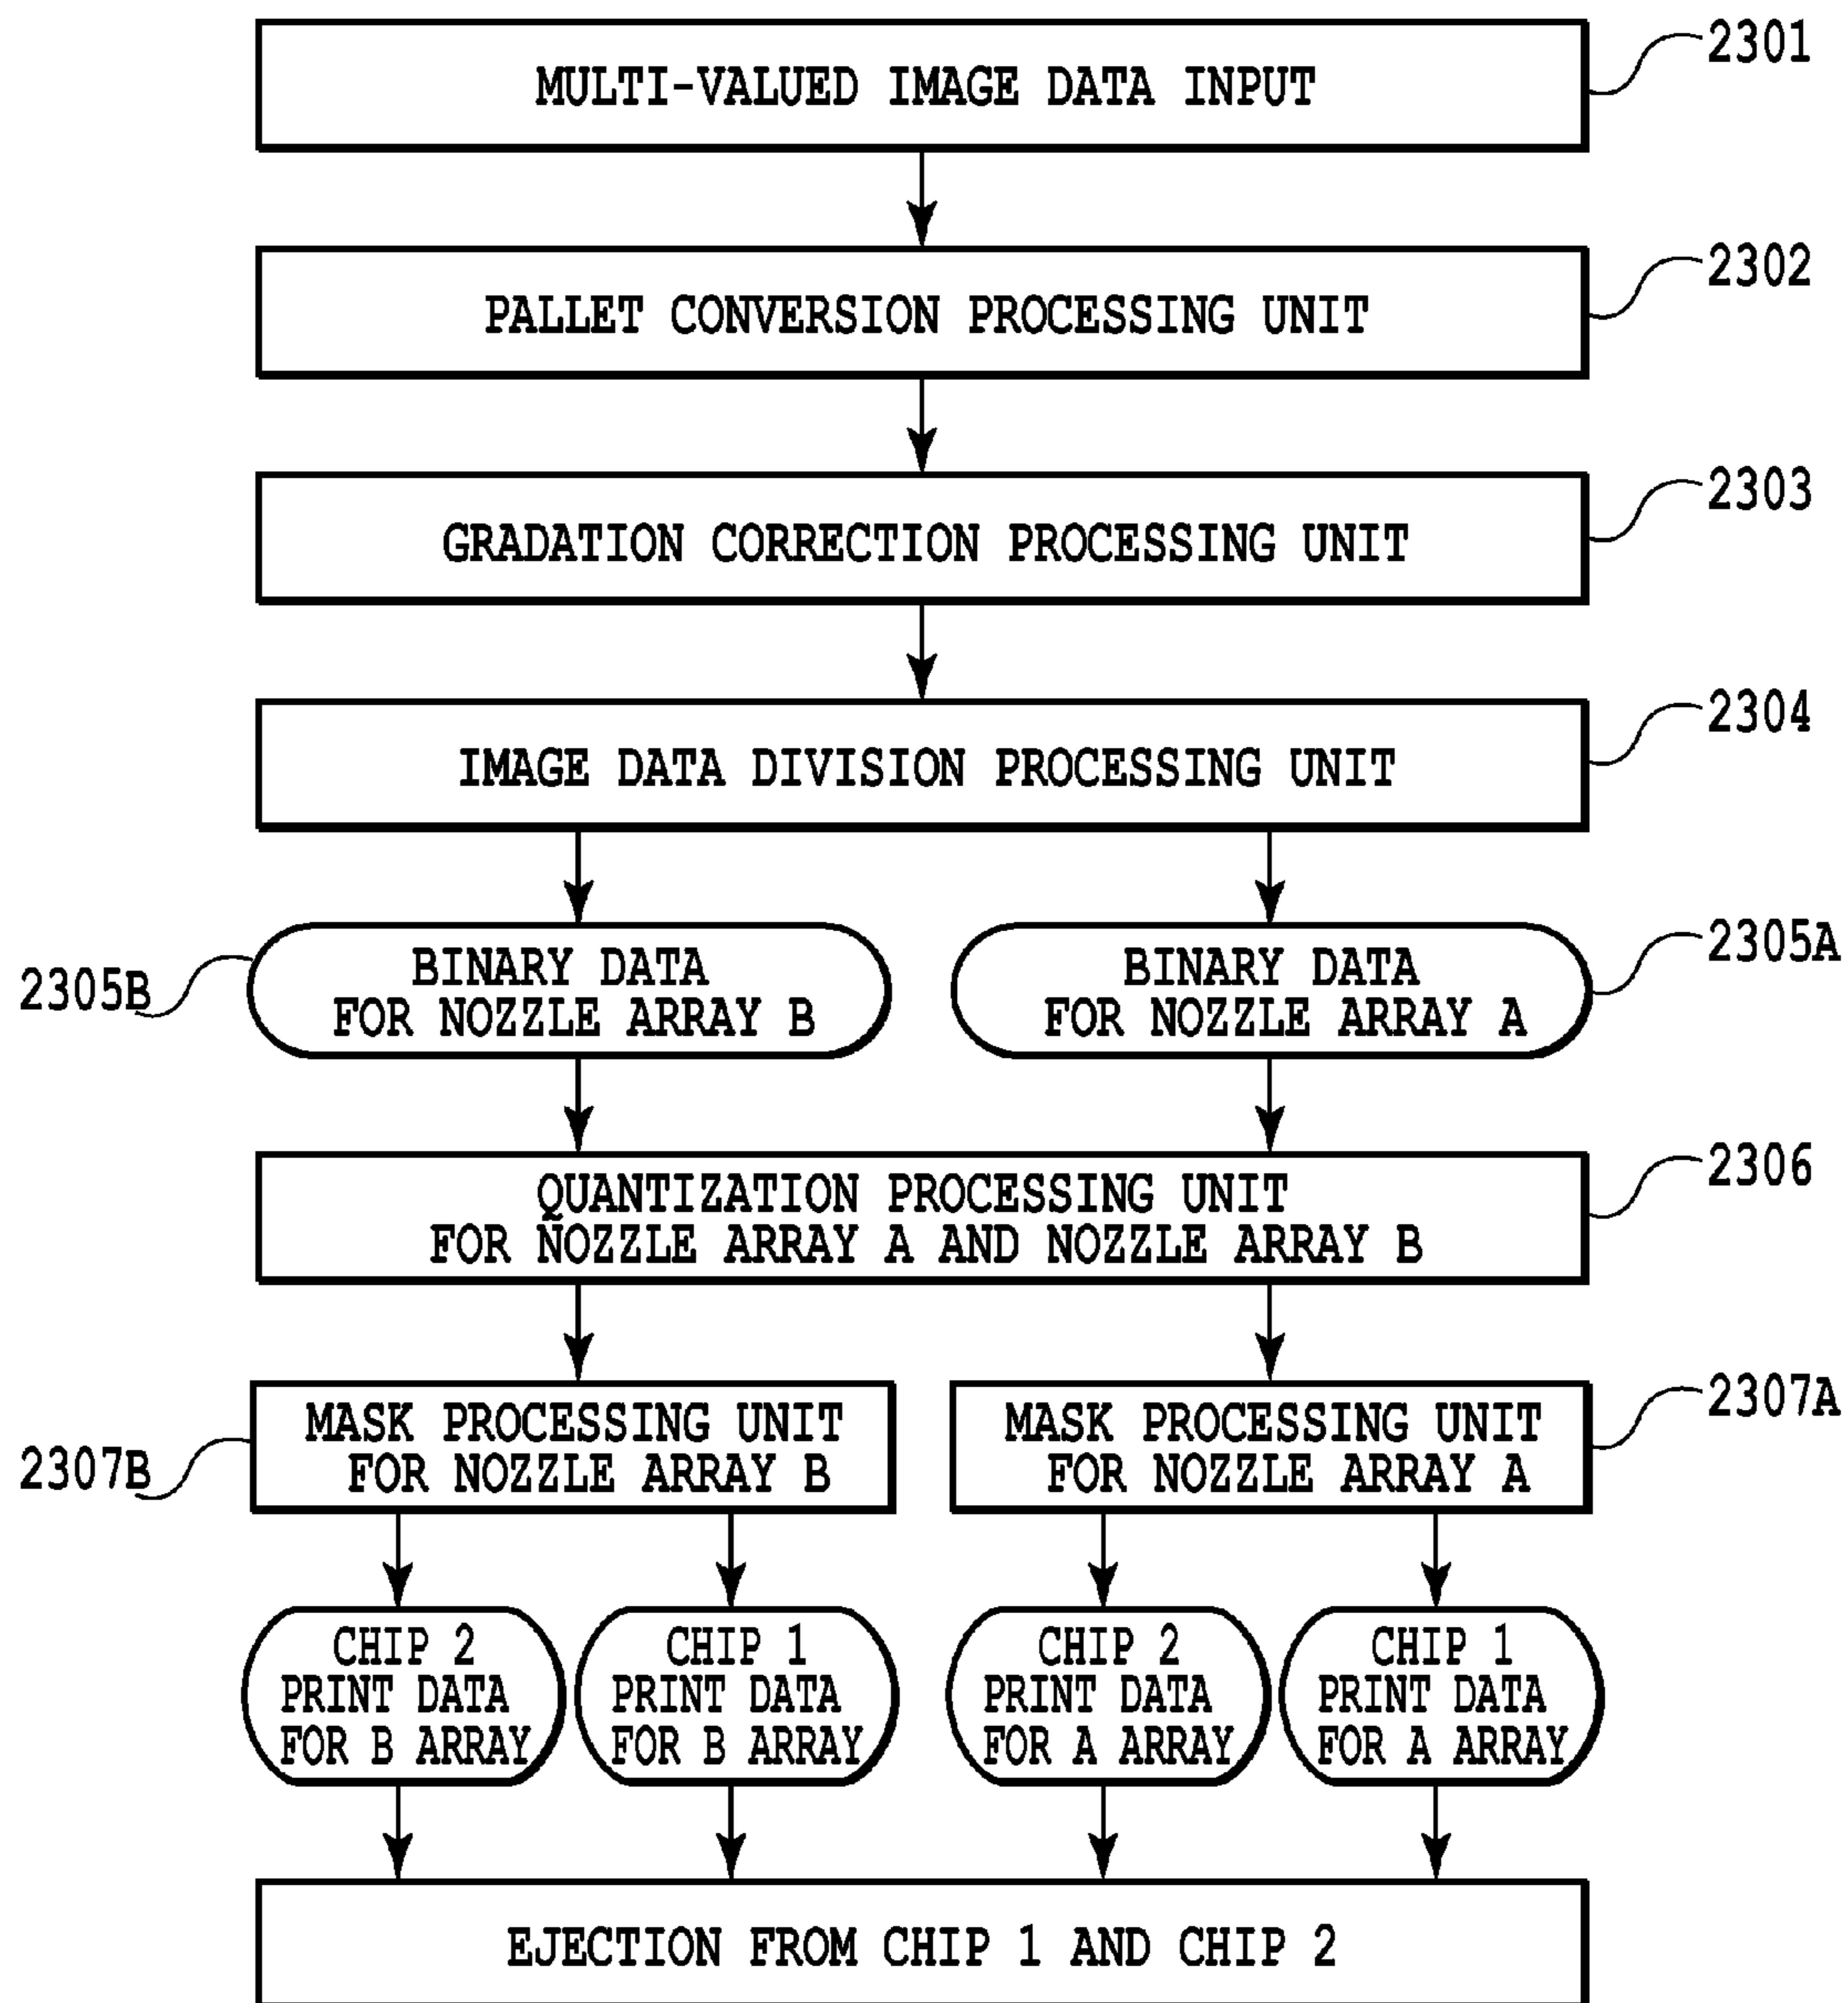 MULTI-VALUED IMAGE DATA INPUT
2301
PALLET CONVERSION PROCESSING UNIT
2302
GRADATION CORRECTION PROCESSING UNIT
2303
IMAGE DATA DIVISION PROCESSING UNIT
2304
2305B
BINARY DATA
FOR NOZZLE ARRAY B
BINARY DATA
FOR NOZZLE ARRAY A
2305A
QUANTIZATION PROCESSING UNIT
FOR NOZZLE ARRAY A AND NOZZLE ARRAY B
2306
2307B
MASK PROCESSING UNIT
FOR NOZZLE ARRAY B
MASK PROCESSING UNIT
FOR NOZZLE ARRAY A
2307A
CHIP 2
PRINT DATA
FOR B ARRAY
CHIP 1
PRINT DATA
FOR B ARRAY
CHIP 2
PRINT DATA
FOR A ARRAY
CHIP 1
PRINT DATA
FOR A ARRAY
EJECTION FROM CHIP 1 AND CHIP 2